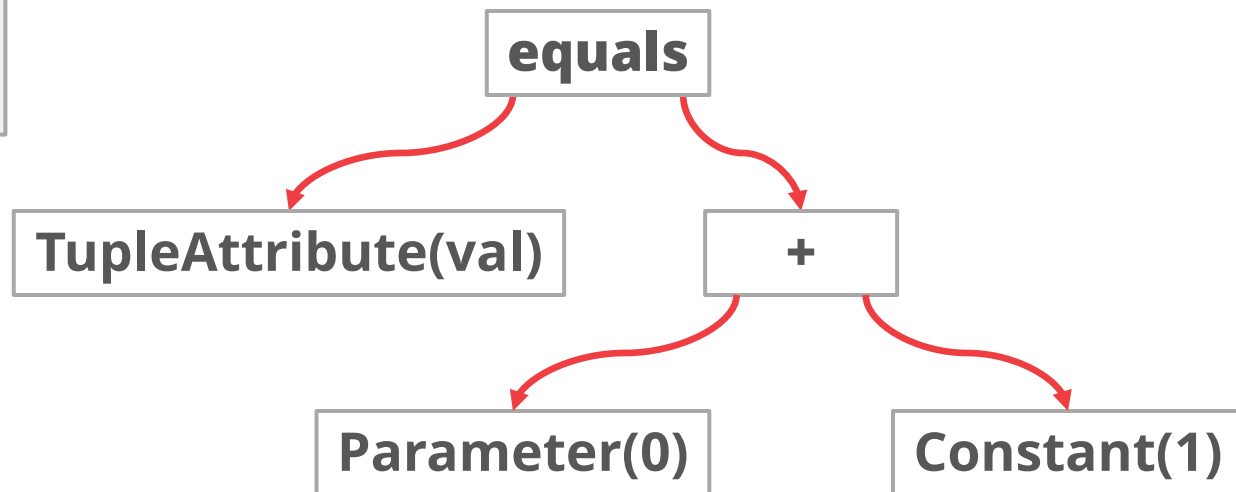 equals
TupleAttribute(val)
+
Parameter(0)
Constant(1)